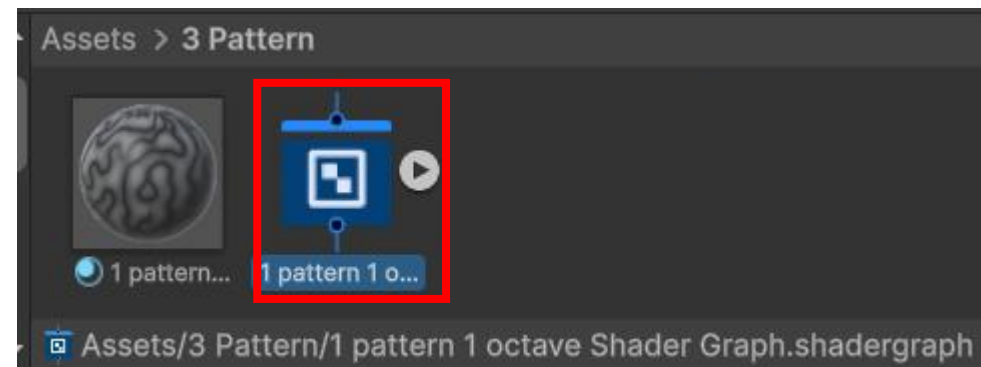 Assets > 3 Pattern
1 pattern...
1 pattern 1 o...
Assets/3 Pattern/1 pattern 1 octave Shader Graph.shadergraph